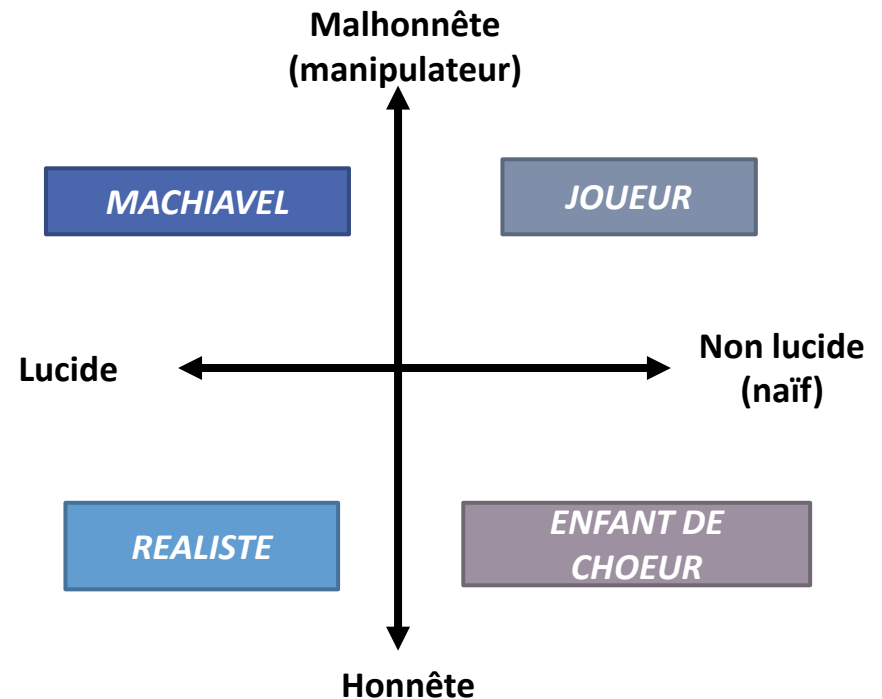 Malhonnête
(manipulateur)
MACHIAVEL
JOUEUR
Lucide
Non lucide
(naïf)
REALISTE
ENFANT DE
CHOEUR
Honnête